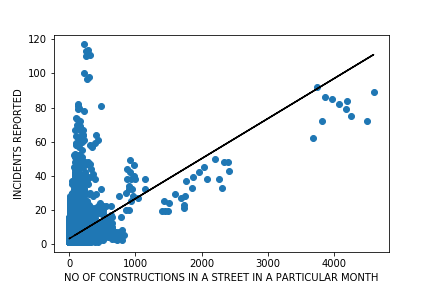 120
100
80
60
40
20
0
INCIDENTS REPORTED
0 1000 2000 3000 4000
NO OF CONSTRUCTIONS IN A STREET IN A PARTICULAR MONTH